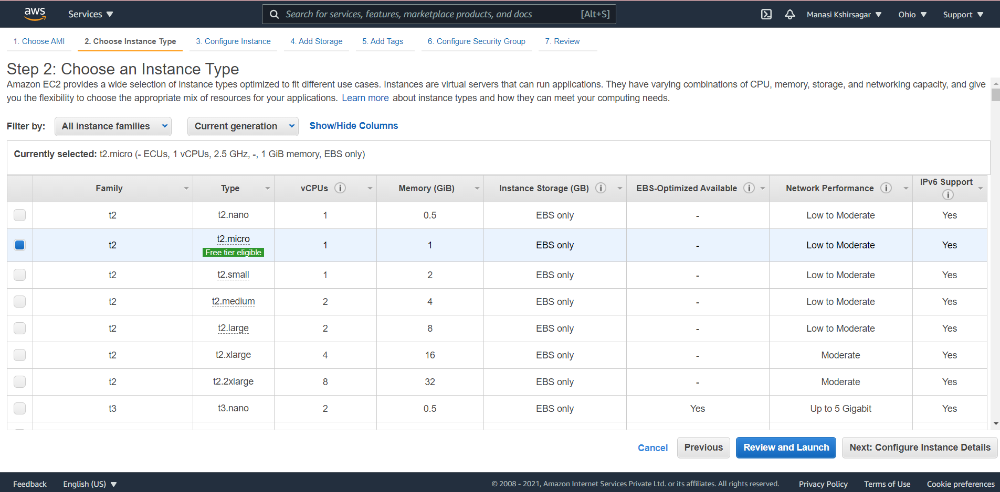 aws Services Search for services, features, marketplace products, and docs [Alt+S] Manasi Kshirsagar Ohio Support
1. Choose AMI 2. Choose Instance Type 3. Configure Instance 4. Add Storage 5. Add Tags 6. Configure Security Group 7. Review
Step 2: Choose an Instance Type
Amazon EC2 provides a wide selection of instance types optimized to fit different use cases. Instances are virtual servers that can run applications. They have varying combinations of CPU, memory, storage, and networking capacity, and give
you the flexibility to choose the appropriate mix of resources for your applications. Learn more about instance types and how they can meet your computing needs.
Filter by: All instance families Current generation Show/Hide Columns
Currently selected: t2.micro (- ECUs, 1 vCPUs, 2.5 GHz, -, 1 GiB memory, EBS only)
Family Type vCPUs i Memory (GiB) Instance Storage (GB) i EBS-Optimized Available i Network Performance i IPv6 Support i
t2 t2.nano 1 0.5 EBS only - Low to Moderate Yes
t2 t2.micro Free tier eligible 1 1 EBS only - Low to Moderate Yes
t2 t2.small 1 2 EBS only - Low to Moderate Yes
t2 t2.medium 2 4 EBS only - Low to Moderate Yes
t2 t2.large 2 8 EBS only - Low to Moderate Yes
t2 t2.xlarge 4 16 EBS only - Moderate Yes
t2 t2.2xlarge 8 32 EBS only - Moderate Yes
t3 t3.nano 2 0.5 EBS only Yes Up to 5 Gigabit Yes
Cancel Previous Review and Launch Next: Configure Instance Details
Feedback English (US) © 2008 - 2021, Amazon Internet Services Private Ltd. or its affiliates. All rights reserved. Privacy Policy Terms of Use Cookie preferences